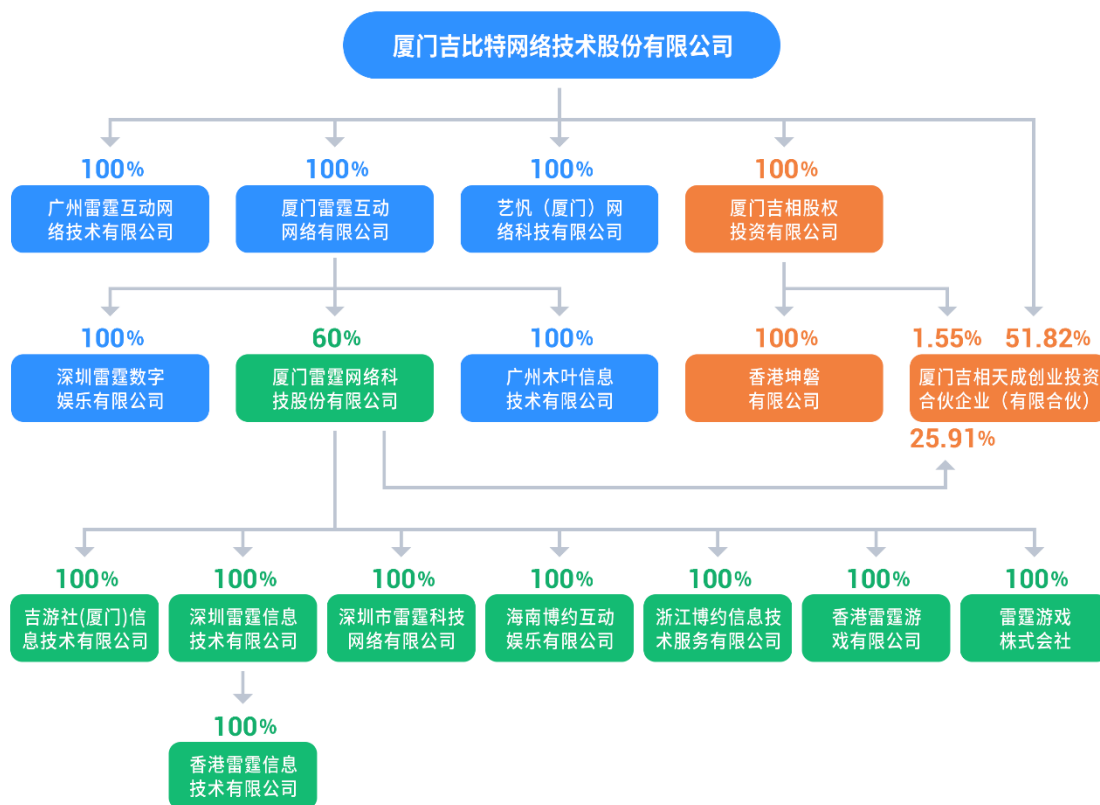 厦门吉比特网络技术股份有限公司
100%
100%
100%
100%
广州雷霆互动网
络技术有限公司
厦门雷霆互动
网络有限公司
艺帆（厦门）网
络科技有限公司
厦门吉相股权
投资有限公司
100%
60%
100%
100%
1.55%
51.82%
深圳雷霆数字
娱乐有限公司
厦门雷霆网络科
技股份有限公司
广州木叶信息
技术有限公司
香港坤磐
有限公司
厦门吉相天成创业投资
合伙企业（有限合伙）
25.91%
100%
100%
100%
100%
100%
100%
100%
吉游社(厦门)信
息技术有限公司
深圳雷霆信息
技术有限公司
深圳市雷霆科技
网络有限公司
海南博约互动
娱乐有限公司
浙江博约信息技
术服务有限公司
香港雷霆游
戏有限公司
雷霆游戏
株式会社
100%
香港雷霆信息
技术有限公司